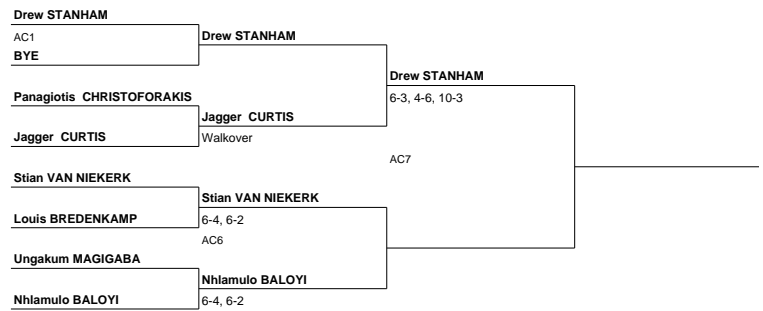 Drew STANHAM
AC1
BYE
Drew STANHAM
Panagiotis CHRISTOFORAKIS
Jagger CURTIS
Jagger CURTIS
Walkover
Drew STANHAM
6-3, 4-6, 10-3
AC7
Stian VAN NIEKERK
Louis BREDENKAMP
Stian VAN NIEKERK
6-4, 6-2
AC6
Ungakum MAGIGABA
Nhlamulo BALOYI
Nhlamulo BALOYI
6-4, 6-2